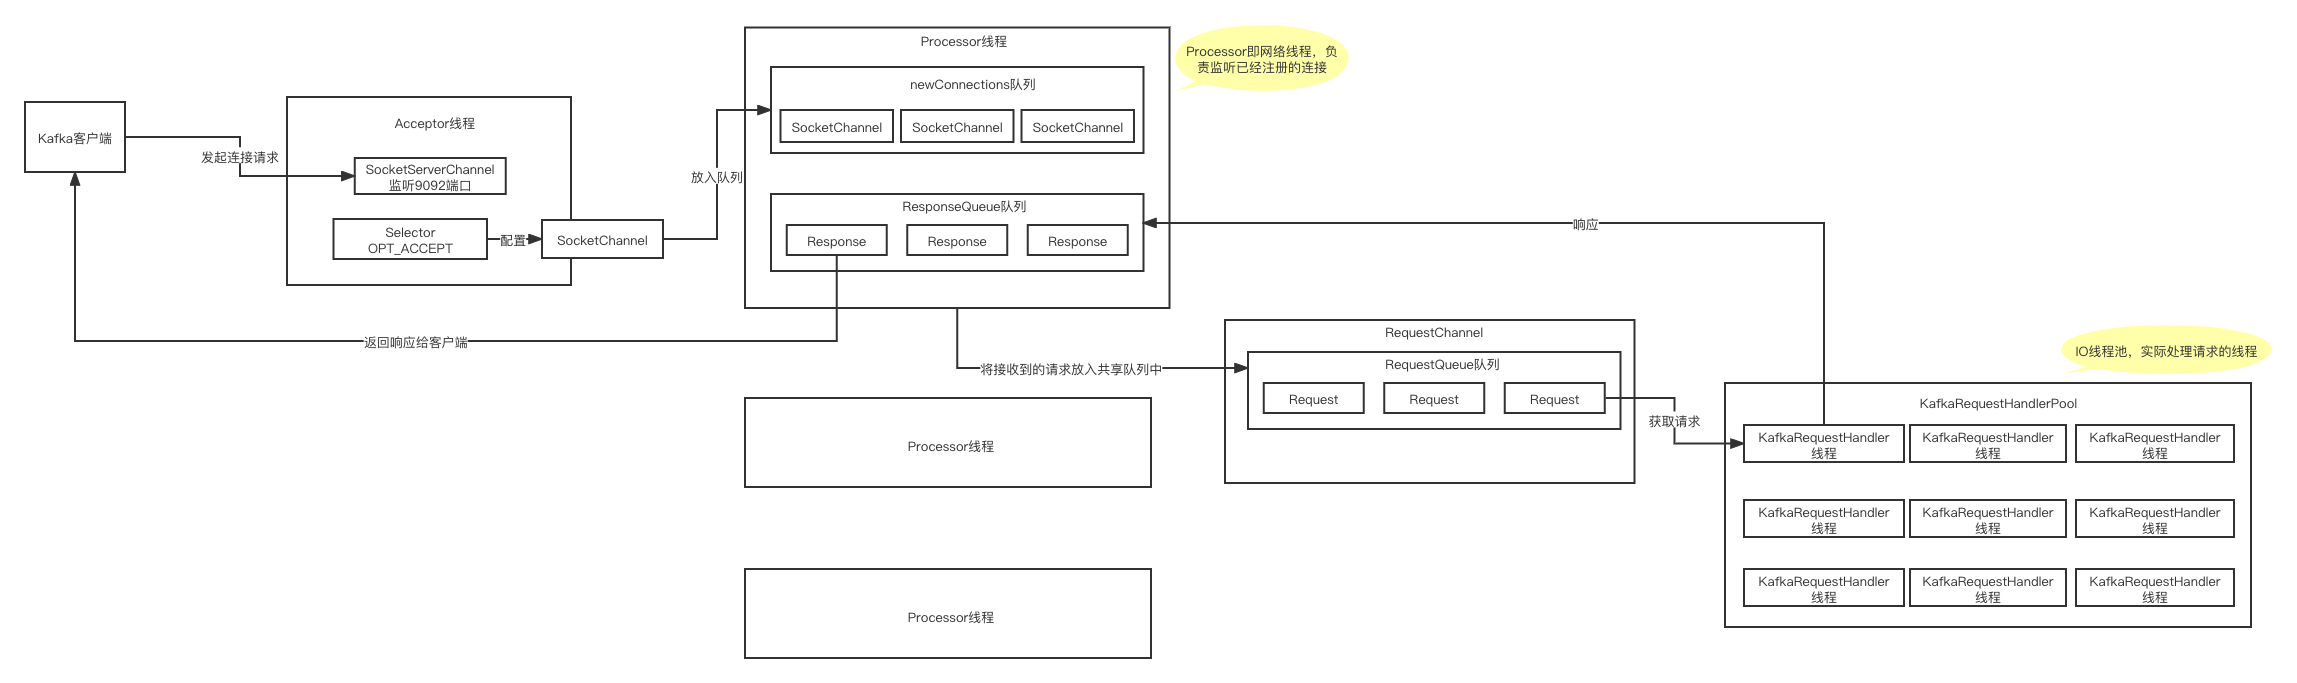 Kafka客户端
发起连接请求
Acceptor线程
SocketServerChannel
监听9092端口
Selector
OPT_ACCEPT
配置
SocketChannel
放入队列
Processor线程
newConnections队列
SocketChannel
SocketChannel
SocketChannel
ResponseQueue队列
Response
Response
Response
Processor即网络线程，负
责监听已经注册的连接
响应
返回响应给客户端
将接收到的请求放入共享队列中
RequestChannel
RequestQueue队列
Request
Request
Request
获取请求
IO线程池，实际处理请求的线程
KafkaRequestHandlerPool
KafkaRequestHandler
线程
KafkaRequestHandler
线程
KafkaRequestHandler
线程
KafkaRequestHandler
线程
KafkaRequestHandler
线程
KafkaRequestHandler
线程
KafkaRequestHandler
线程
KafkaRequestHandler
线程
KafkaRequestHandler
线程
Processor线程
Processor线程